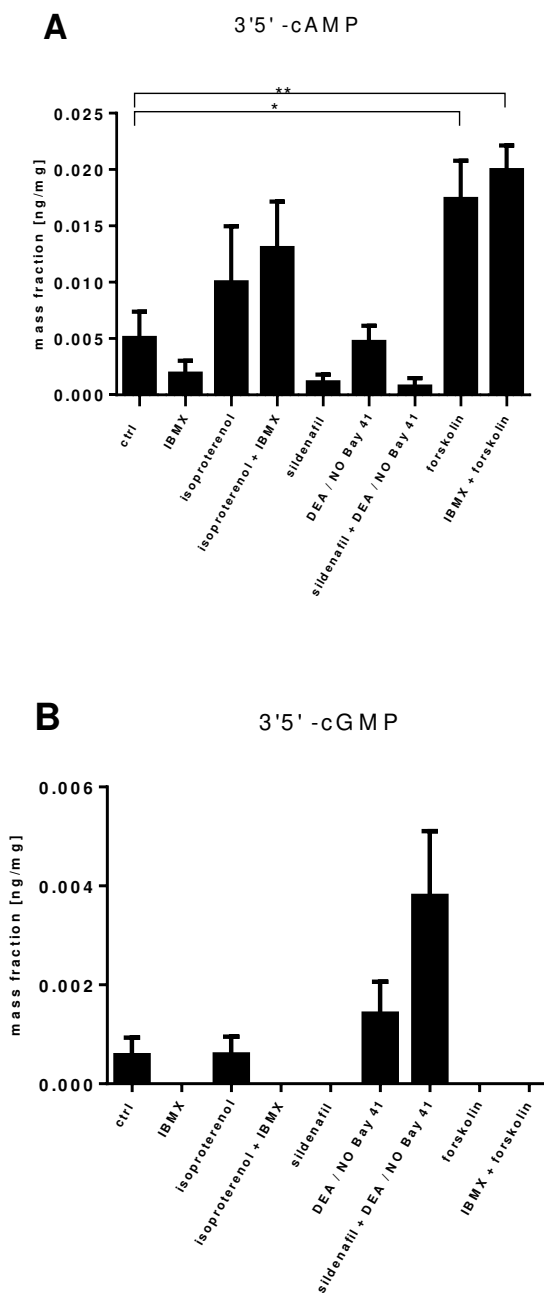 A
3'5' -cAMP
**
*
mass fraction [ng/mg]
0.025
0.020
0.015
0.010
0.005
0.000
ctrl
IBMX
isoproterenol
isoproterenol + IBMX
sildenafil
DEA / NO Bay 41
sildenafil + DEA / NO Bay 41
forskolin
IBMX + forskolin
B
3'5' -cGMP
mass fraction [ng/mg]
0.006
0.004
0.002
0.000
ctrl
IBMX
isoproterenol
isoproterenol + IBMX
sildenafil
DEA / NO Bay 41
sildenafil + DEA / NO Bay 41
forskolin
IBMX + forskolin